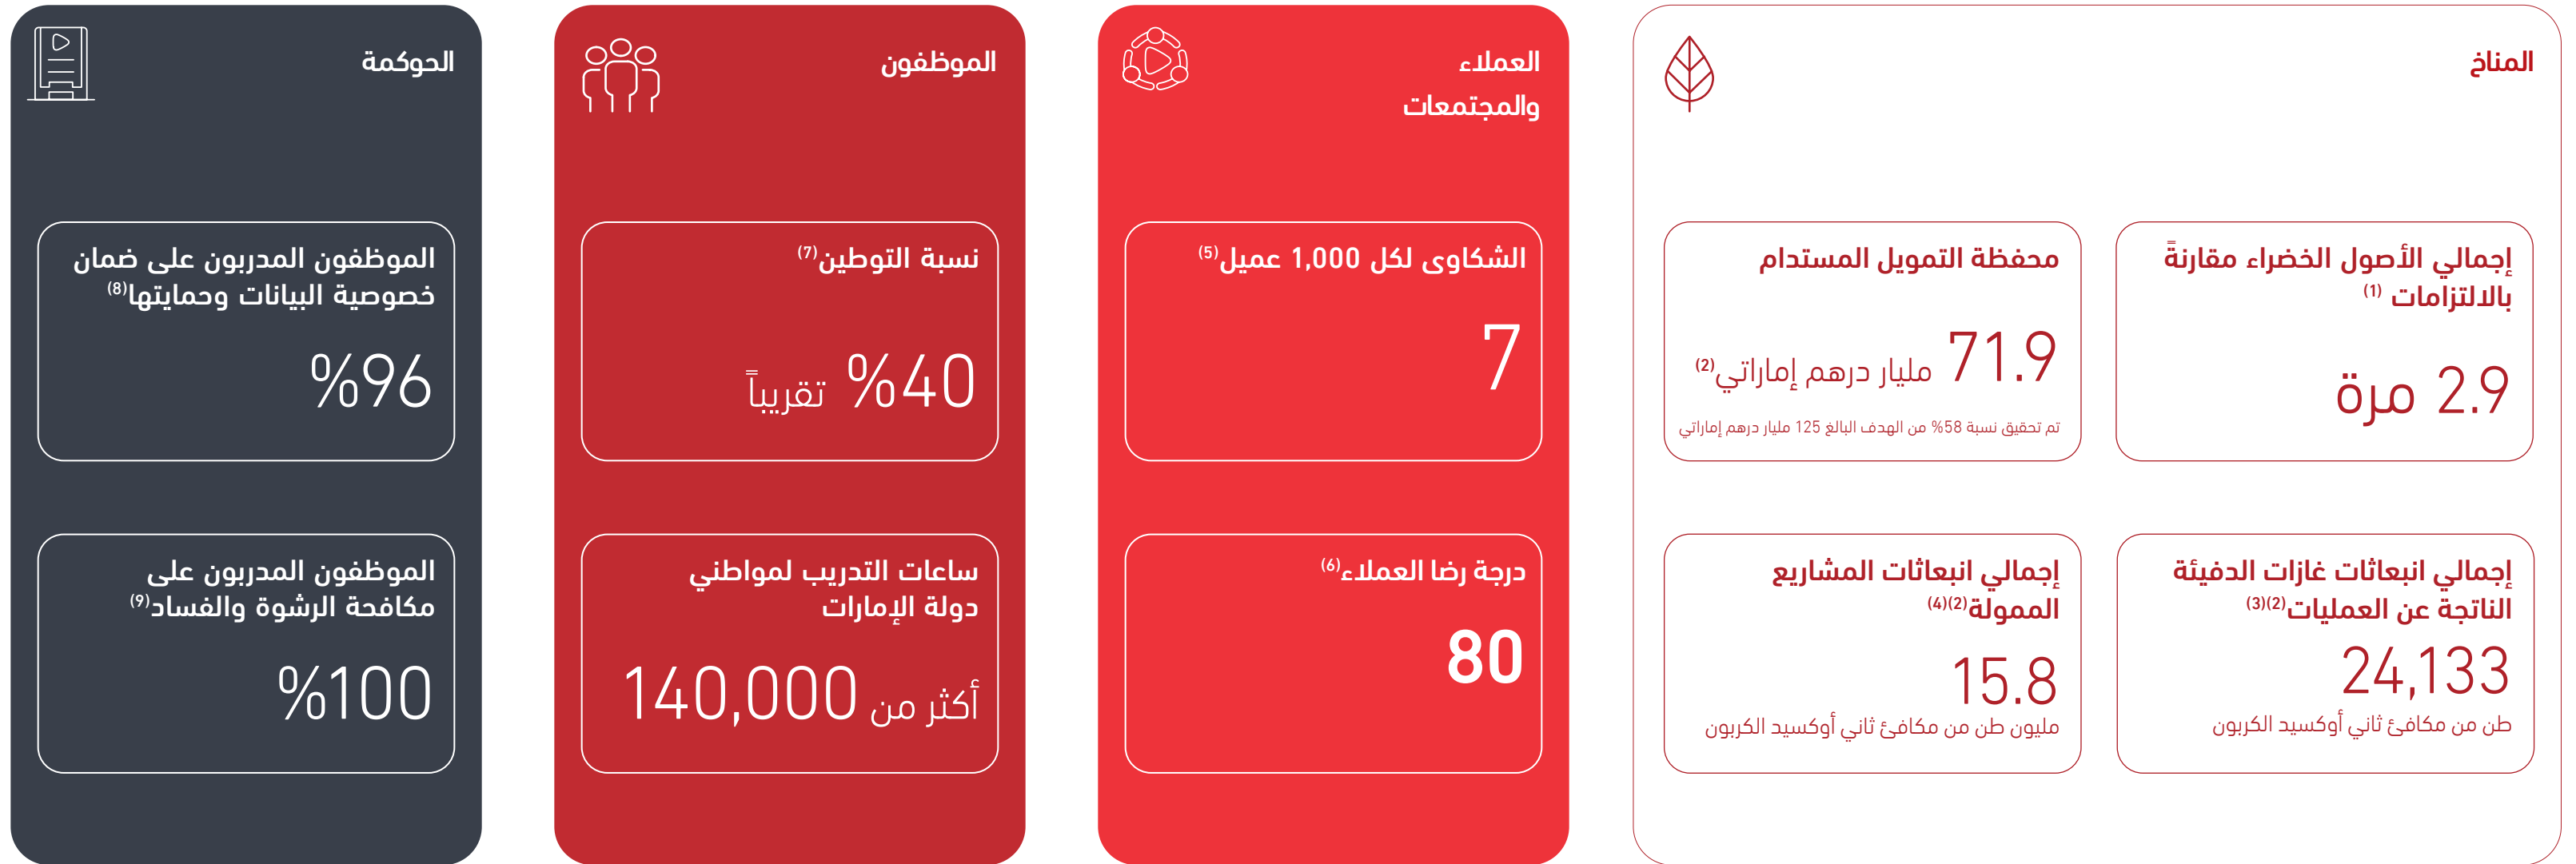 المناخ
إجمالي الأصول الخضراء مقارنةً
بالالتزامات (1)
2.9 مرة
محفظة التمويل المستدام
71.9 مليار درهم إماراتي(2)
تم تحقيق نسبة 58% من الهدف البالغ 125 مليار درهم إماراتي
إجمالي انبعاثات غازات الدفيئة
الناتجة عن العمليات(2)(3)
24,133
طن من مكافئ ثاني أوكسيد الكربون
إجمالي انبعاثات المشاريع
الممولة(2)(4)
15.8
مليون طن من مكافئ ثاني أوكسيد الكربون
العملاء
والمجتمعات
الشكاوى لكل 1,000 عميل(5)
7
درجة رضا العملاء(6)
80
الموظفون
نسبة التوطين(7)
%40 تقريباً
ساعات التدريب لمواطني
دولة الإمارات
أكثر من 140,000
الحوكمة
الموظفون المدربون على ضمان
خصوصية البيانات وحمايتها(8)
%96
الموظفون المدربون على
مكافحة الرشوة والفساد(9)
%100